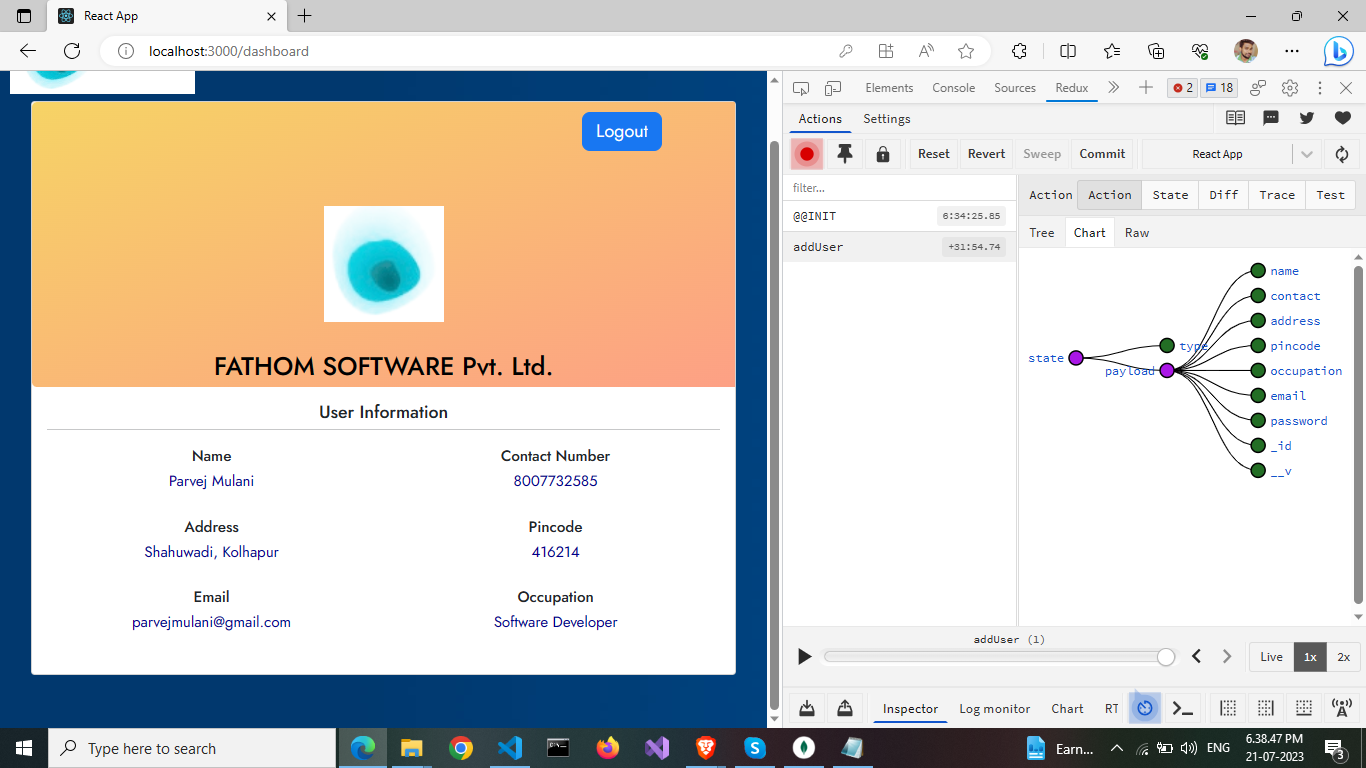 React App
localhost:3000/dashboard
Logout
FATHOM SOFTWARE Pvt. Ltd.
User Information
Name
Contact Number
Parvej Mulani
8007732585
Address
Pincode
Shahuwadi, Kolhapur
416214
Email
Occupation
parvejmulani@gmail.com
Software Developer
Elements Console Sources Redux 2 18
Actions Settings
Reset Revert Sweep Commit React App
filter...
@@INIT 6:34:25.85
addUser +31:54.74
Action Action State Diff Trace Test
Tree Chart Raw
name
contact
address
pincode
occupation
email
password
_id
__v
type
state
payload
addUser (1)
Live 1x 2x
Inspector Log monitor Chart RT
Type here to search
Earn...
ENG
6.38.47 PM
21-07-2023
3